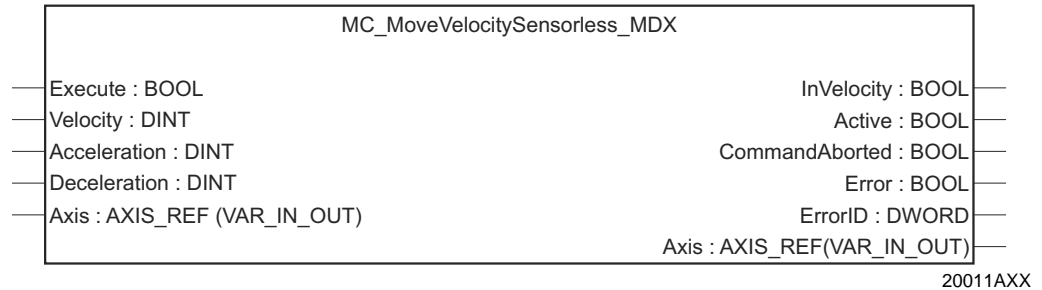 MC_MoveVelocitySensorless_MDX
Execute : BOOL
InVelocity : BOOL
Velocity : DINT
Active : BOOL
Acceleration : DINT
CommandAborted : BOOL
Deceleration : DINT
Error : BOOL
Axis : AXIS_REF (VAR_IN_OUT)
ErrorID : DWORD
Axis : AXIS_REF(VAR_IN_OUT)
20011AXX